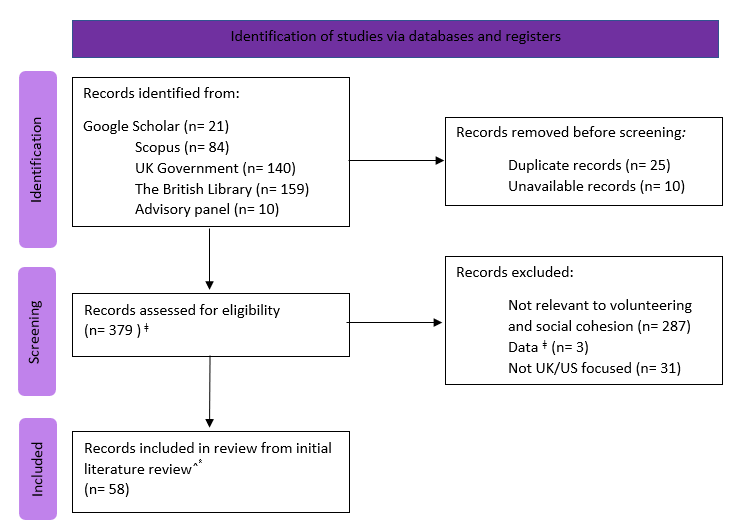 Identification of studies via databases and registers
Identification
Records identified from:
Google Scholar (n= 21)
Scopus (n= 84)
UK Government (n= 140)
The British Library (n= 159)
Advisory panel (n= 10)
Records removed before screening:
Duplicate records (n= 25)
Unavailable records (n= 10)
Screening
Records assessed for eligibility
(n= 379 ) ǂ
Records excluded:
Not relevant to volunteering
and social cohesion (n= 287)
Data ǂ (n= 3)
Not UK/US focused (n= 31)
Included
Records included in review from initial
literature review^*
(n= 58)